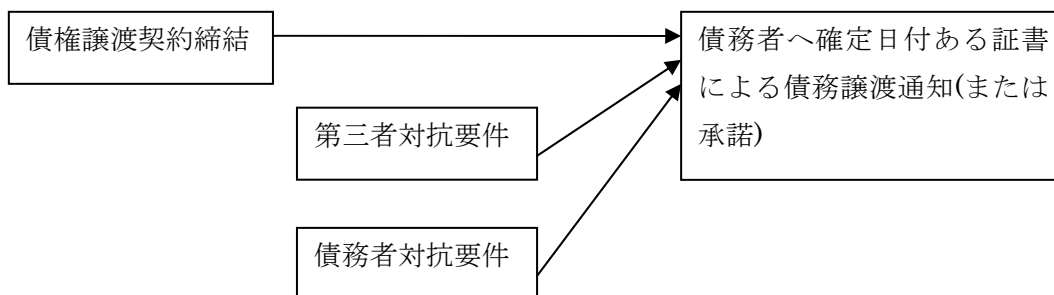 債権譲渡契約締結
債務者へ確定日付ある証書
による債務譲渡通知(または
承諾)
第三者対抗要件
債務者対抗要件